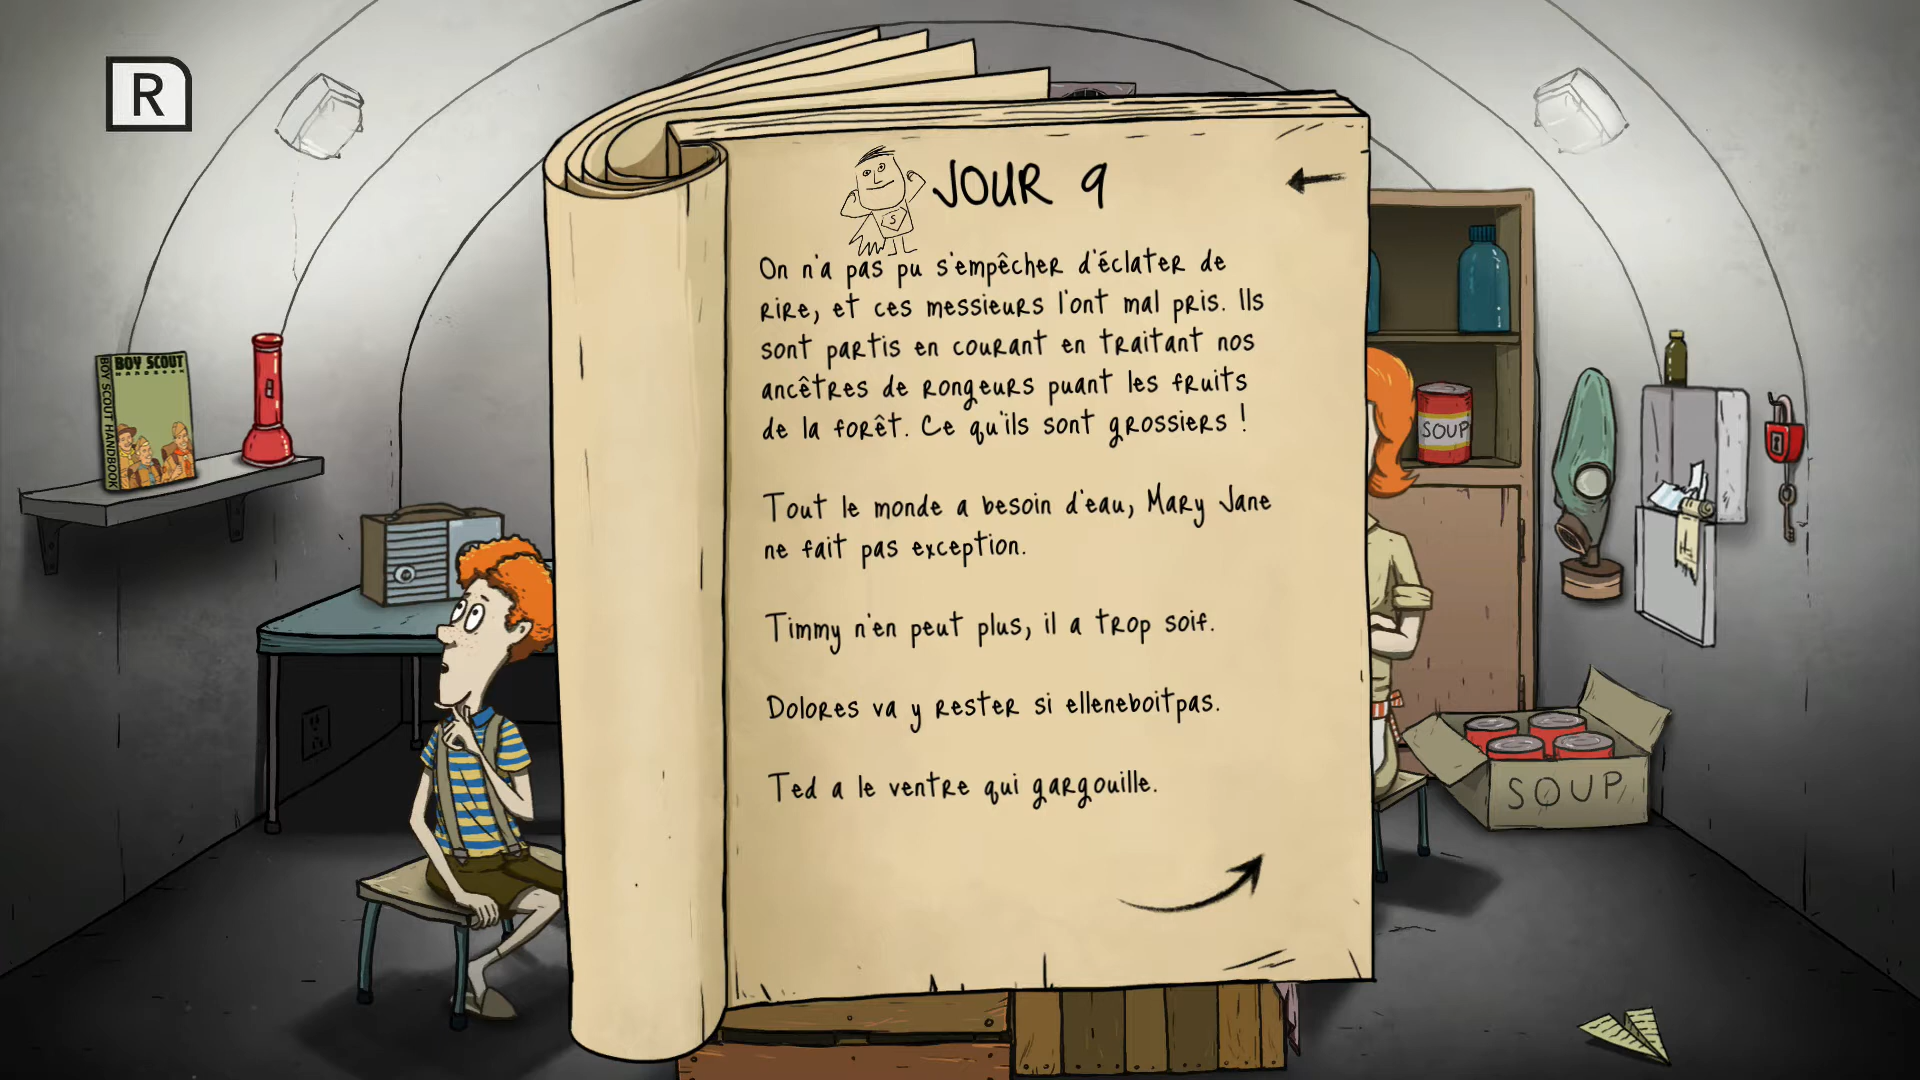 R
JOUR 9
On n'a pas pu s'empêcher d'éclater de
rire, et ces messieurs l'ont mal pris. Ils
sont partis en courant en traitant nos
ancêtres de rongeurs puant les fruits
de la forêt. Ce qu'ils sont grossiers !
Tout le monde a besoin d'eau, Mary Jane
ne fait pas exception.
Timmy n'en peut plus, il a trop soif.
Dolores va y rester si elleneboitpas.
Ted a le ventre qui gargouille.
BOY SCOUT
HANDBOOK
BOY SCOUT HANDBOOK
S
SOUP
SOUP